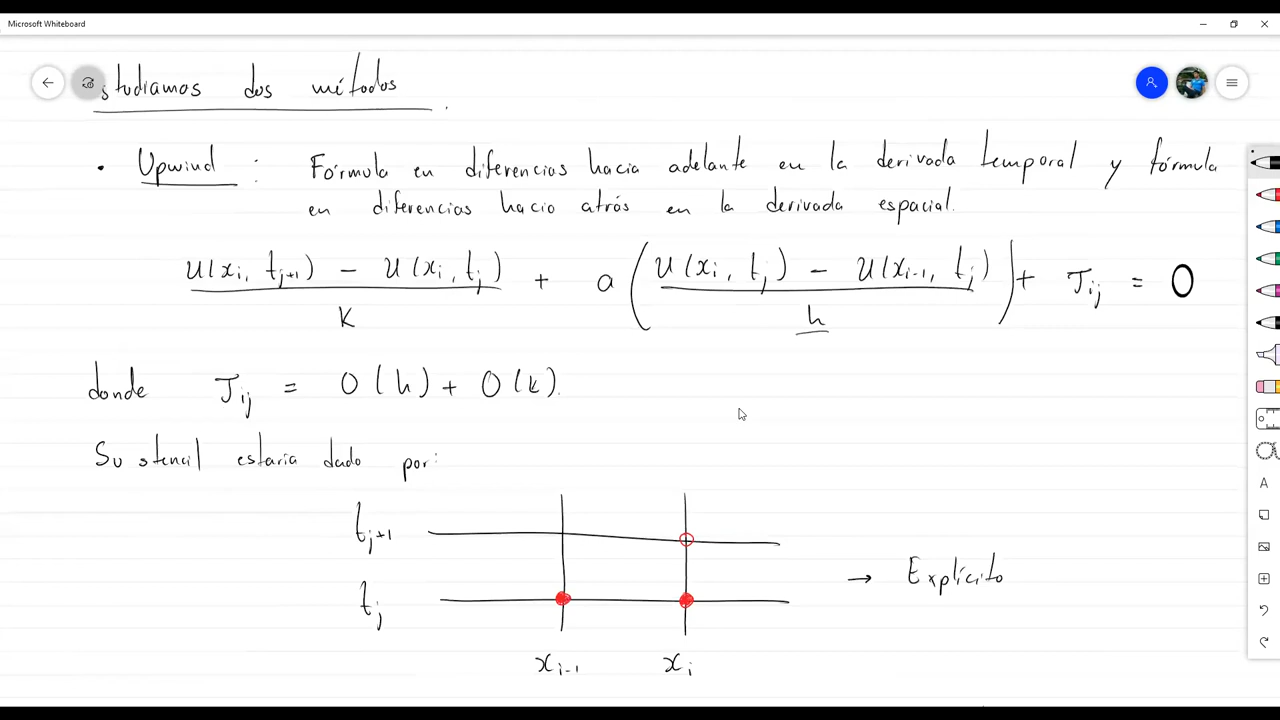 Microsoft Whiteboard
studiamos dos métodos.
• Upwind : Fórmula en diferencias hacia adelante en la derivada temporal y fórmula
en diferencias hacio atrás en la derivada espacial.
(U(xi, tj+1) − U(xi, tj))/K + a((U(xi, tj) − U(xi-1, tj))/h) + Tij = 0
donde Tij = O(h) + O(k).
Su stencil estaria dado por:
tj+1
tj → Explícito
xi-1 xi
A